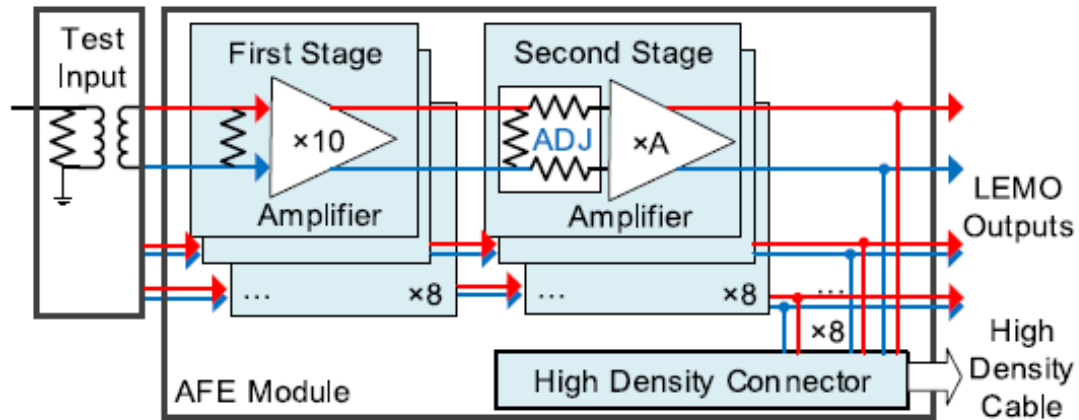 Test
Input
First Stage
×10
Amplifier
... ×8
Second Stage
ADJ
×A
Amplifier
... ×8
...
×8
LEMO
Outputs
AFE Module
High Density Connector
High
Density
Cable